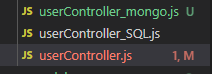 JS userController_mongo.js U
JS userController_SQL.js
JS userController.js 1, M